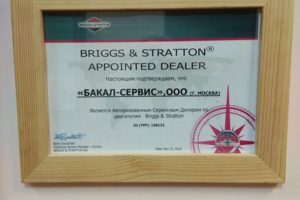 BRIGGS & STRATTON®
APPOINTED DEALER
Настоящим подтверждаем, что
«БАКАЛ-СЕРВИС»,ООО (Г. МОСКВА)
Является Авторизованным Сервисным Дилером по
двигателям Briggs & Stratton